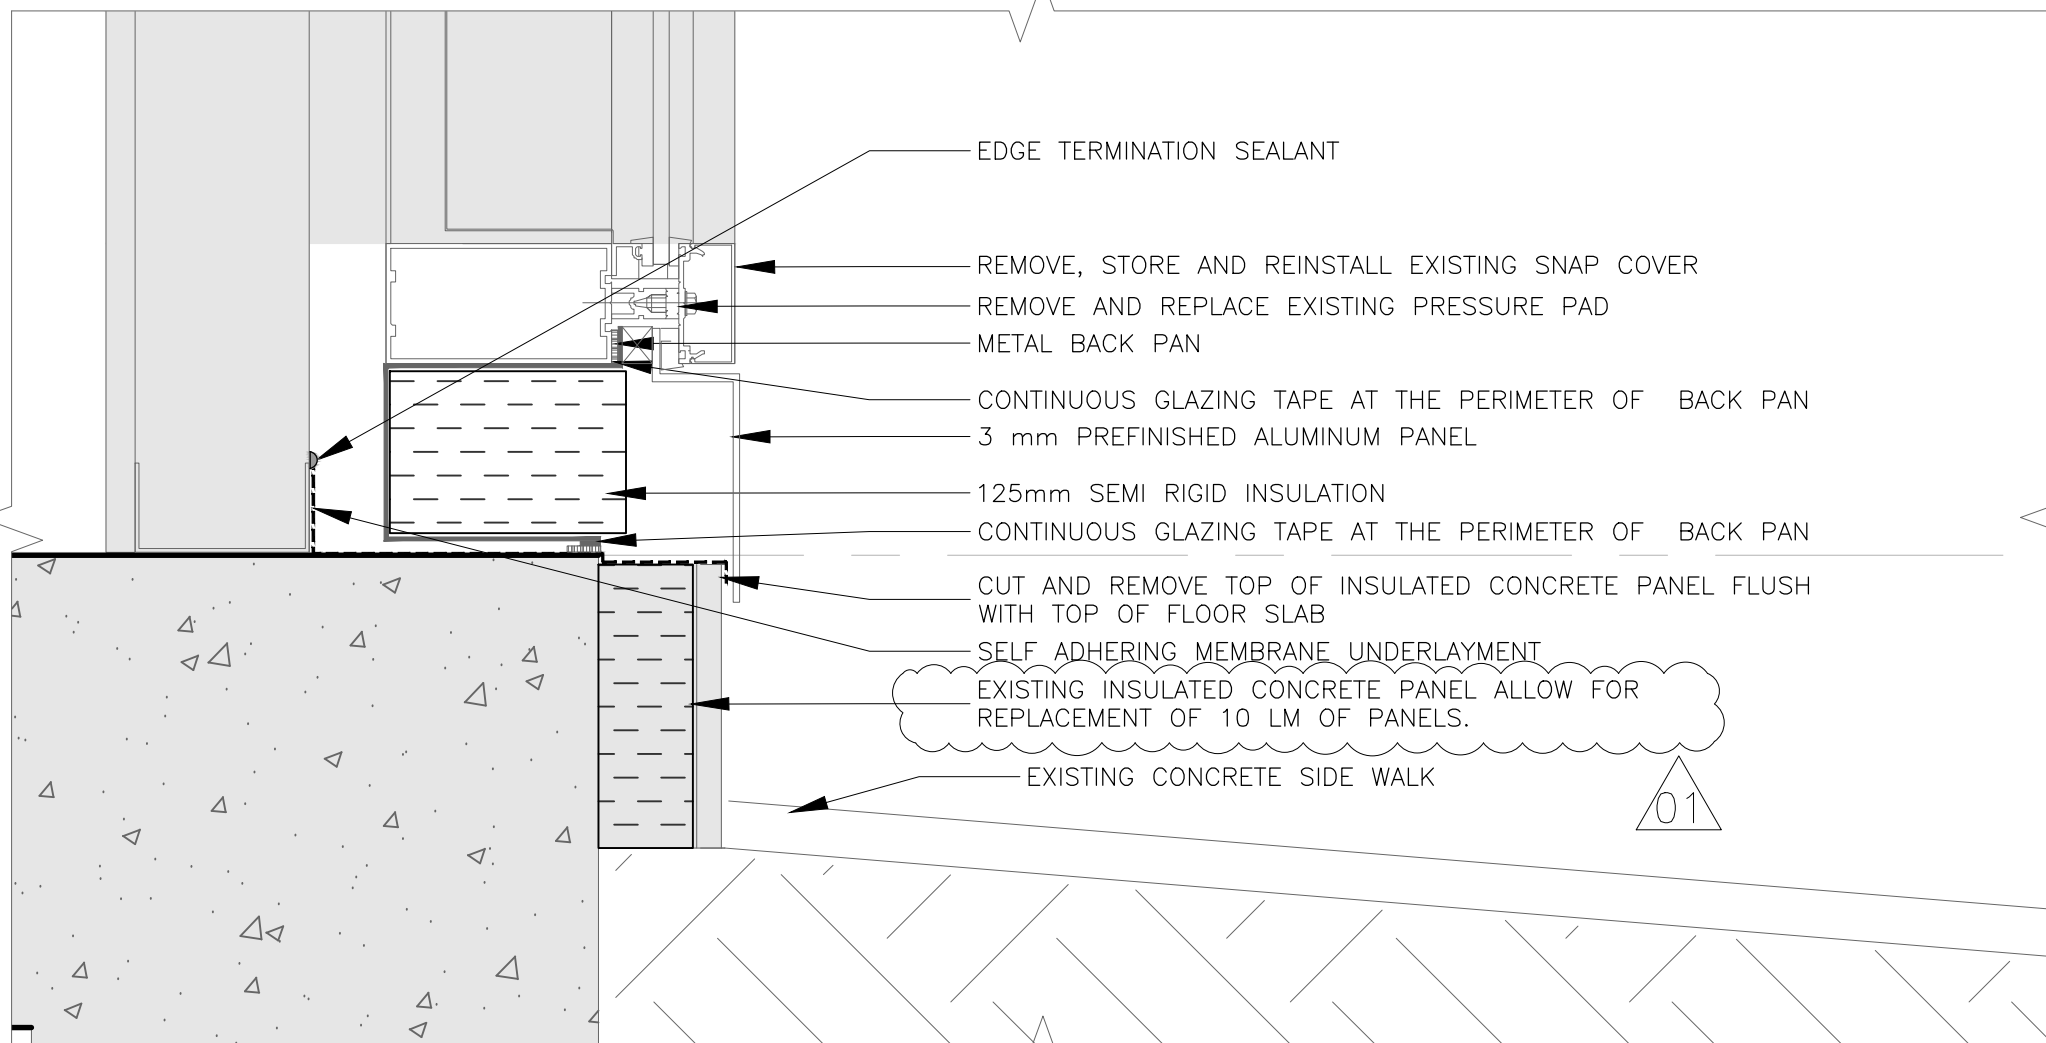 EDGE TERMINATION SEALANT
REMOVE, STORE AND REINSTALL EXISTING SNAP COVER
REMOVE AND REPLACE EXISTING PRESSURE PAD
METAL BACK PAN
CONTINUOUS GLAZING TAPE AT THE PERIMETER OF BACK PAN
3 mm PREFINISHED ALUMINUM PANEL
125mm SEMI RIGID INSULATION
CONTINUOUS GLAZING TAPE AT THE PERIMETER OF BACK PAN
CUT AND REMOVE TOP OF INSULATED CONCRETE PANEL FLUSH
WITH TOP OF FLOOR SLAB
SELF ADHERING MEMBRANE UNDERLAYMENT
EXISTING INSULATED CONCRETE PANEL ALLOW FOR
REPLACEMENT OF 10 LM OF PANELS.
EXISTING CONCRETE SIDE WALK
01